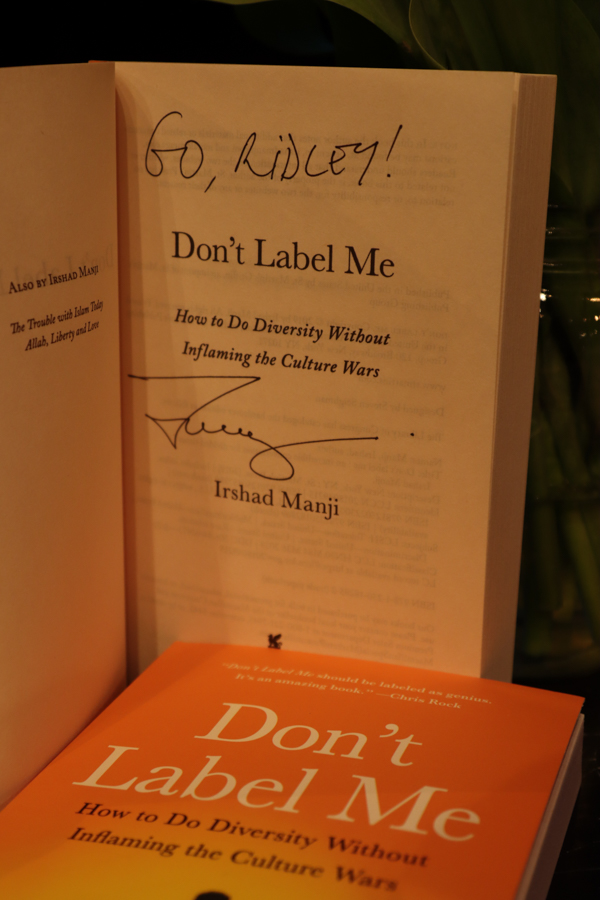 ALSO BY IRSHAD MANJI
The Trouble with Islam Today
Allah, Liberty and Love
GO, RIDLEY!
Don't Label Me
How to Do Diversity Without
Inflaming the Culture Wars
Irshad Manji
"Don't Label Me should be labeled as genius.
It's an amazing book." —Chris Rock
Don't
Label Me
How to Do Diversity Without
Inflaming the Culture Wars